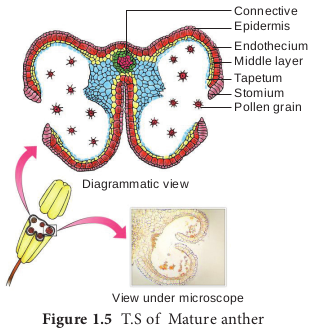 Connective
Epidermis
Endothecium
Middle layer
Tapetum
Stomium
Pollen grain
Diagrammatic view
View under microscope
Figure 1.5 T.S of Mature anther